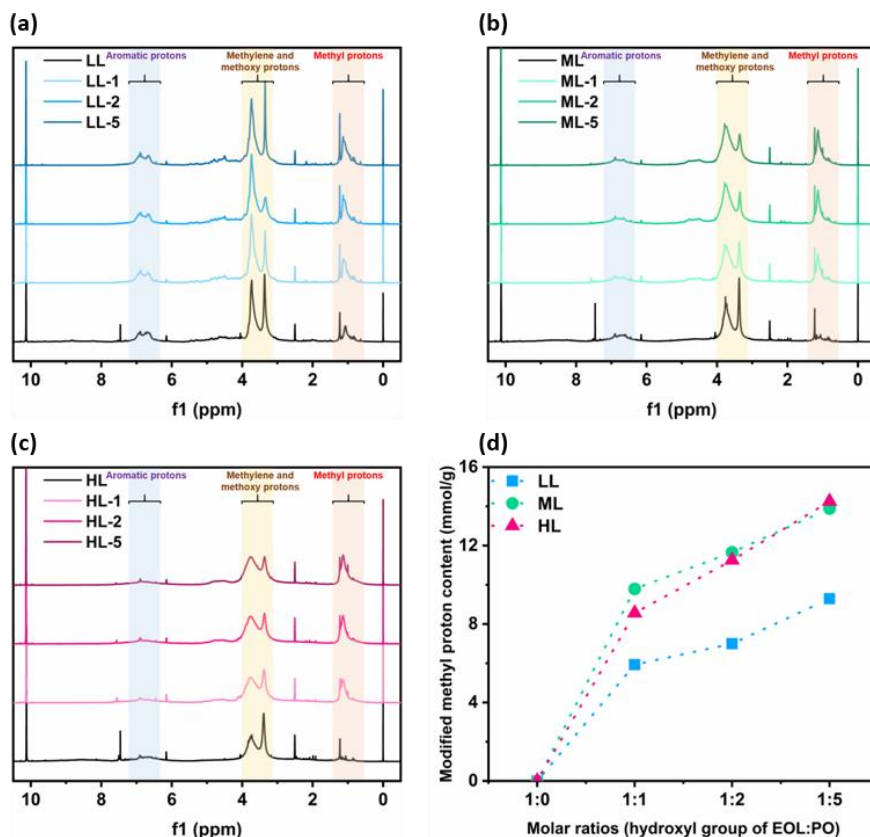 (a)
LL
LL-1
LL-2
LL-5
Aromatic protons
Methylene and
methoxy protons
Methyl protons
10
8
6
4
2
0
f1 (ppm)
(b)
ML
ML-1
ML-2
ML-5
Aromatic protons
Methylene and
methoxy protons
Methyl protons
10
8
6
4
2
0
f1 (ppm)
(c)
HL
HL-1
HL-2
HL-5
Aromatic protons
Methylene and
methoxy protons
Methyl protons
10
8
6
4
2
0
f1 (ppm)
(d)
LL
ML
HL
Modified methyl proton content (mmol/g)
16
12
8
4
0
1:0
1:1
1:2
1:5
Molar ratios (hydroxyl group of EOL:PO)